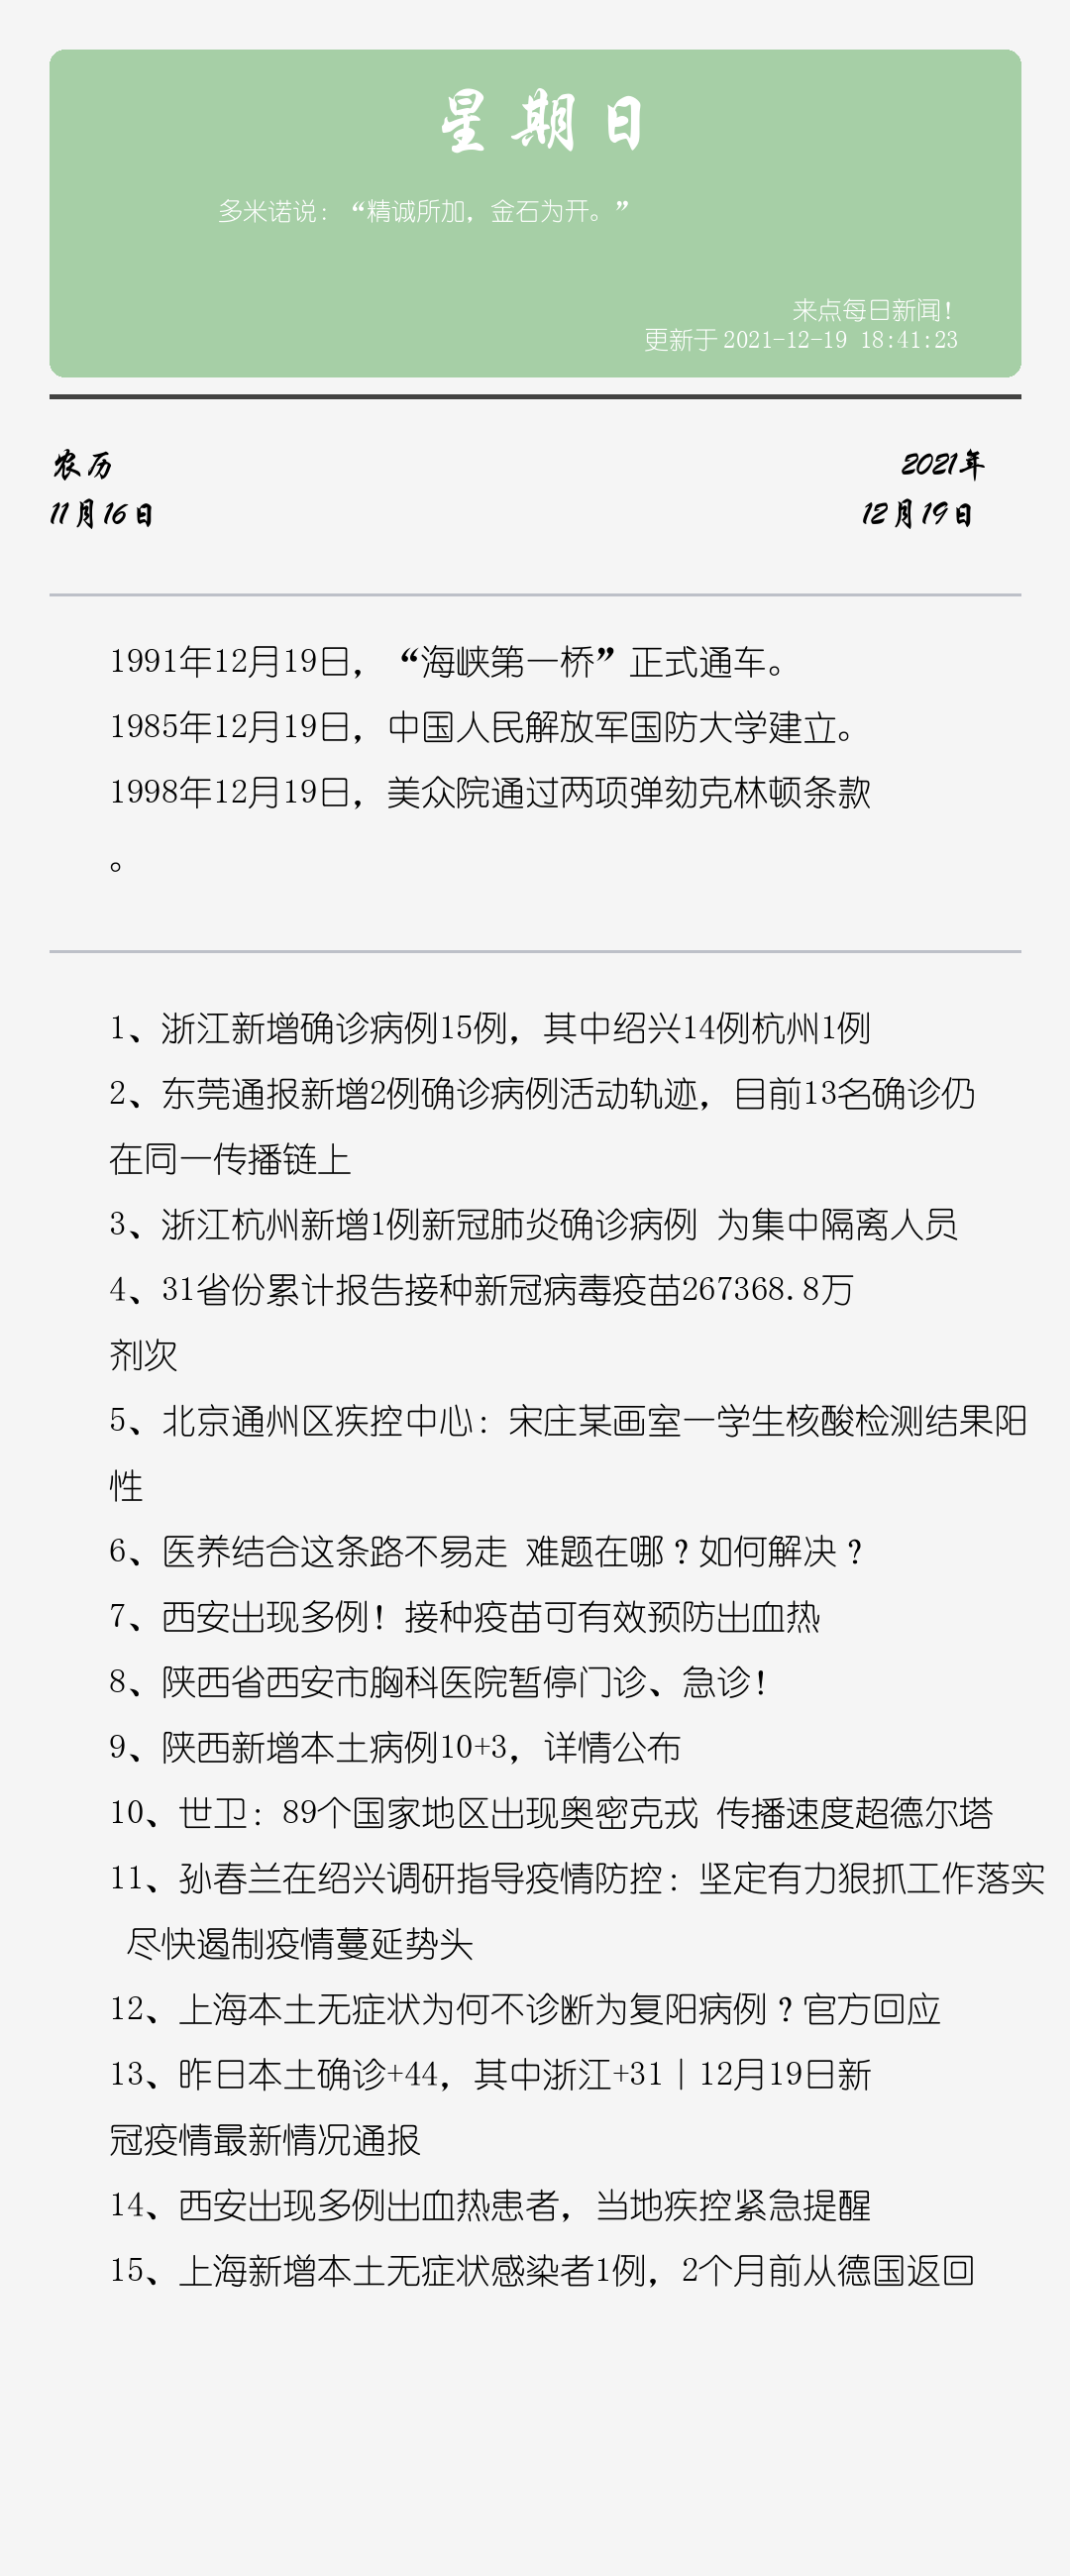 星期日
多米诺说：“精诚所加，金石为开。”
来点每日新闻！
更新于 2021-12-19 18:41:23
农历
2021年
11月16日
12月19日
1991年12月19日，“海峡第一桥”正式通车。
1985年12月19日，中国人民解放军国防大学建立。
1998年12月19日，美众院通过两项弹劾克林顿条款
。
1、浙江新增确诊病例15例，其中绍兴14例杭州1例
2、东莞通报新增2例确诊病例活动轨迹，目前13名确诊仍
在同一传播链上
3、浙江杭州新增1例新冠肺炎确诊病例 为集中隔离人员
4、31省份累计报告接种新冠病毒疫苗267368.8万
剂次
5、北京通州区疾控中心：宋庄某画室一学生核酸检测结果阳
性
6、医养结合这条路不易走 难题在哪？如何解决？
7、西安出现多例！接种疫苗可有效预防出血热
8、陕西省西安市胸科医院暂停门诊、急诊！
9、陕西新增本土病例10+3，详情公布
10、世卫：89个国家地区出现奥密克戎 传播速度超德尔塔
11、孙春兰在绍兴调研指导疫情防控：坚定有力狠抓工作落实
尽快遏制疫情蔓延势头
12、上海本土无症状为何不诊断为复阳病例？官方回应
13、昨日本土确诊+44，其中浙江+31丨12月19日新
冠疫情最新情况通报
14、西安出现多例出血热患者，当地疾控紧急提醒
15、上海新增本土无症状感染者1例，2个月前从德国返回